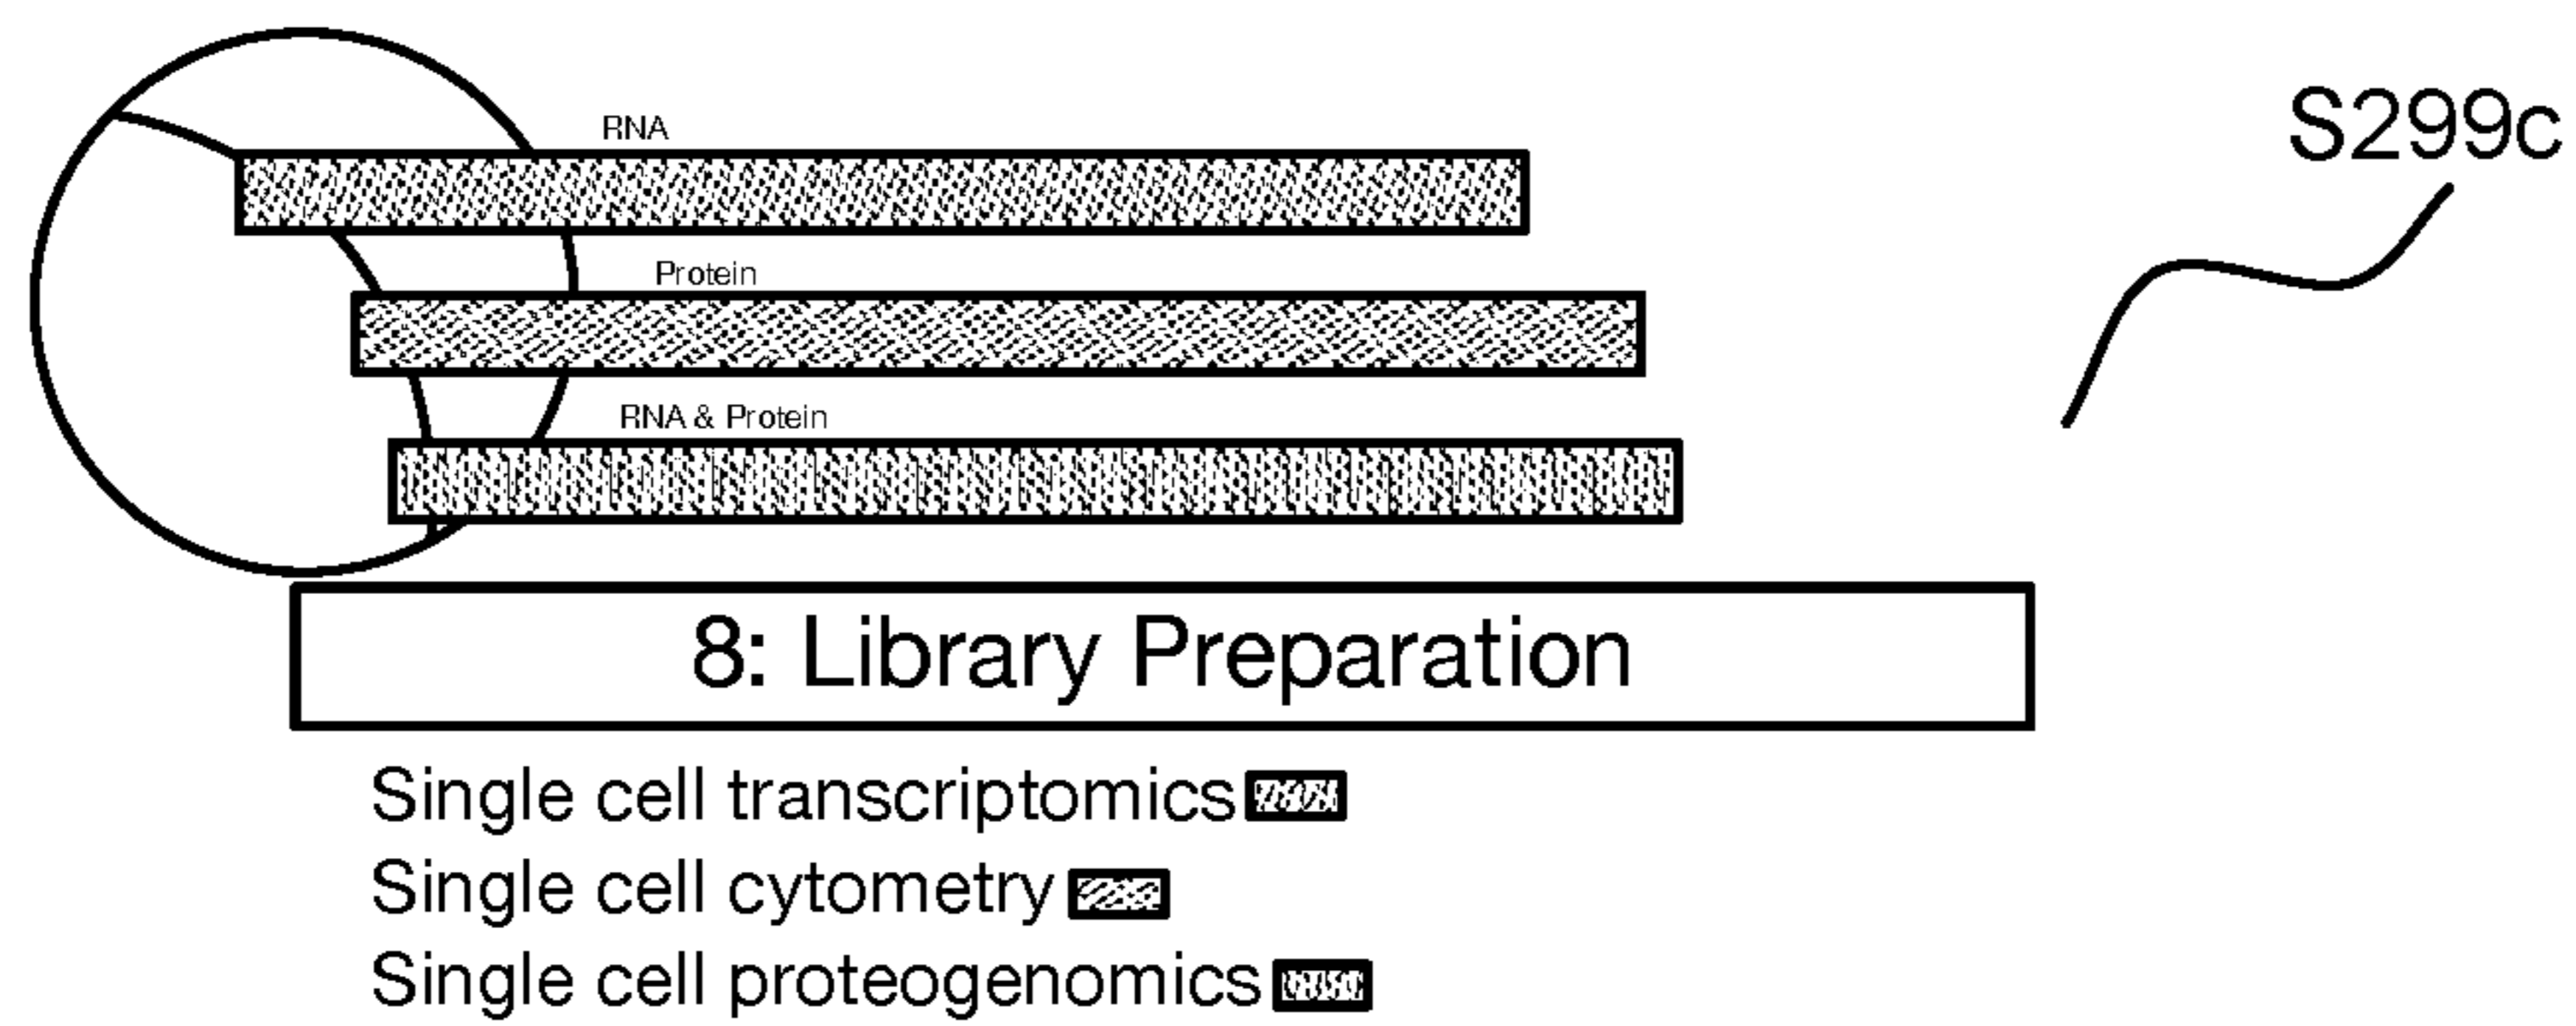 RNA
S299c
Protein
RNA & Protein
8: Library Preparation
Single cell transcriptomics
Single cell cytometry
Single cell proteogenomics